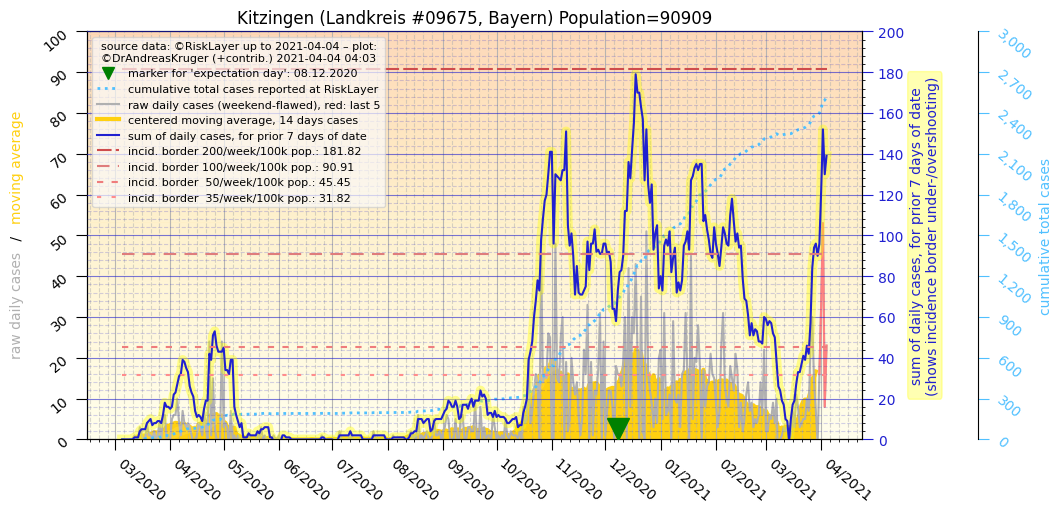 Kitzingen (Landkreis #09675, Bayern) Population=90909
source data: ©RiskLayer up to 2021-04-04 – plot:
©DrAndreasKruger (+contrib.) 2021-04-04 04:03
marker for 'expectation day': 08.12.2020
cumulative total cases reported at RiskLayer
raw daily cases (weekend-flawed), red: last 5
centered moving average, 14 days cases
sum of daily cases, for prior 7 days of date
incid. border 200/week/100k pop.: 181.82
incid. border 100/week/100k pop.: 90.91
incid. border  50/week/100k pop.: 45.45
incid. border  35/week/100k pop.: 31.82
raw daily cases  /  moving average
100
90
80
70
60
50
40
30
20
10
0
03/2020
04/2020
05/2020
06/2020
07/2020
08/2020
09/2020
10/2020
11/2020
12/2020
01/2021
02/2021
03/2021
04/2021
200
180
160
140
120
100
80
60
40
20
0
sum of daily cases, for prior 7 days of date
(shows incidence border under-/overshooting)
3,000
2,700
2,400
2,100
1,800
1,500
1,200
900
600
300
0
cumulative total cases